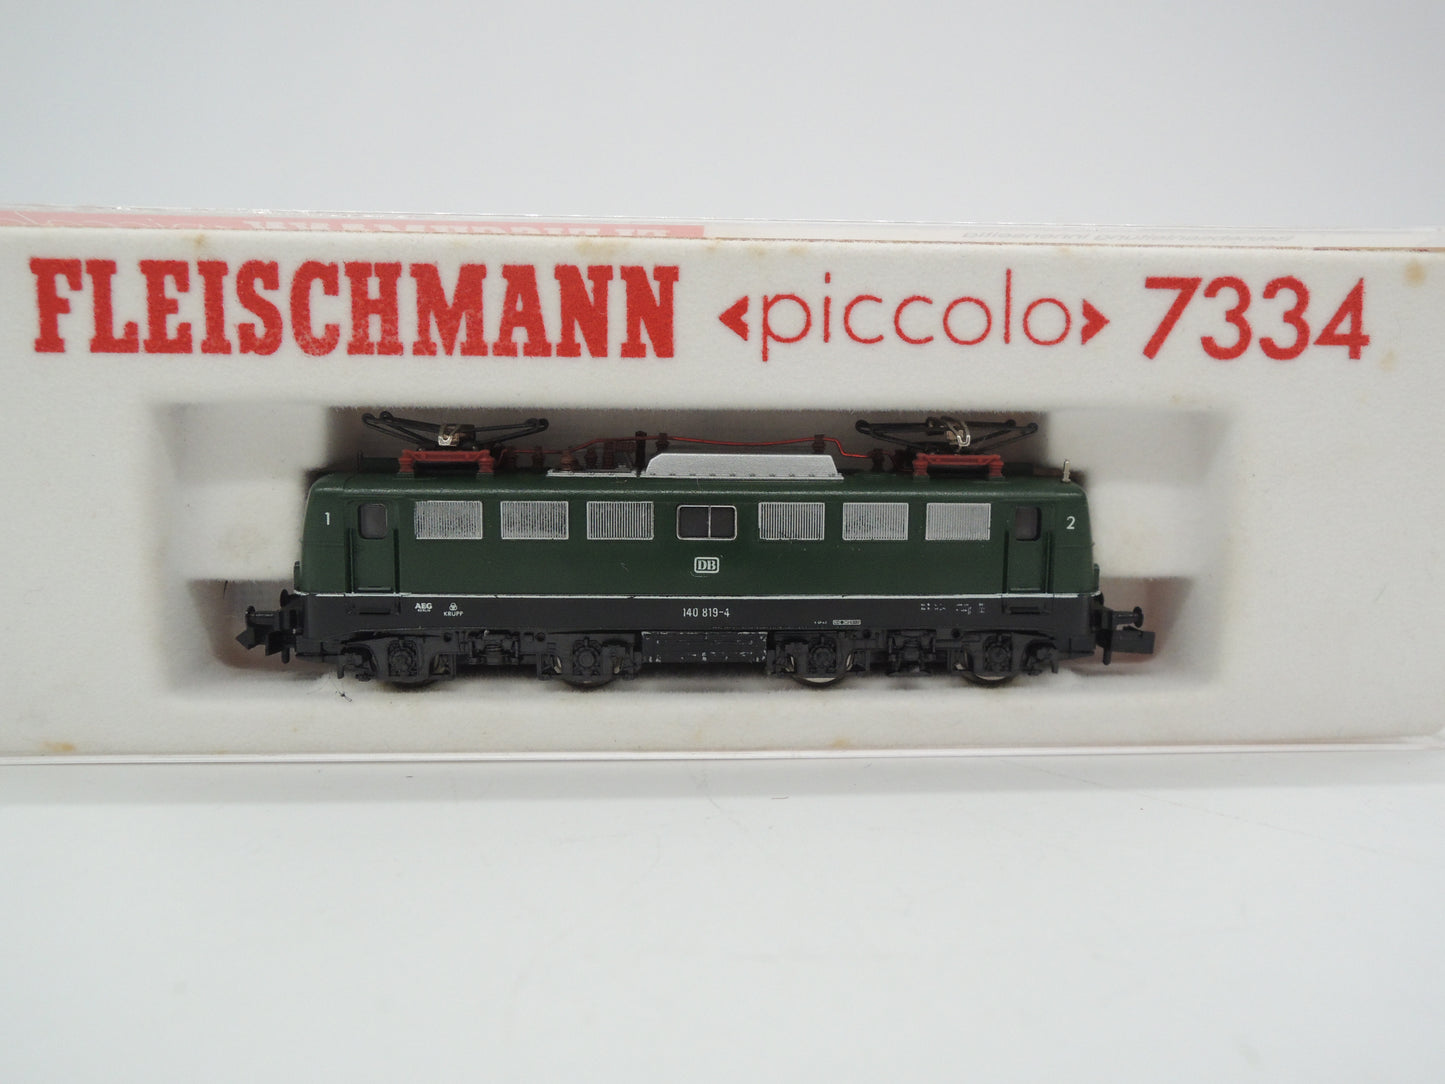 FLEISCHMANN «piccolo» 7334
1
2
DB
AEG
KRUPP
140 819-4